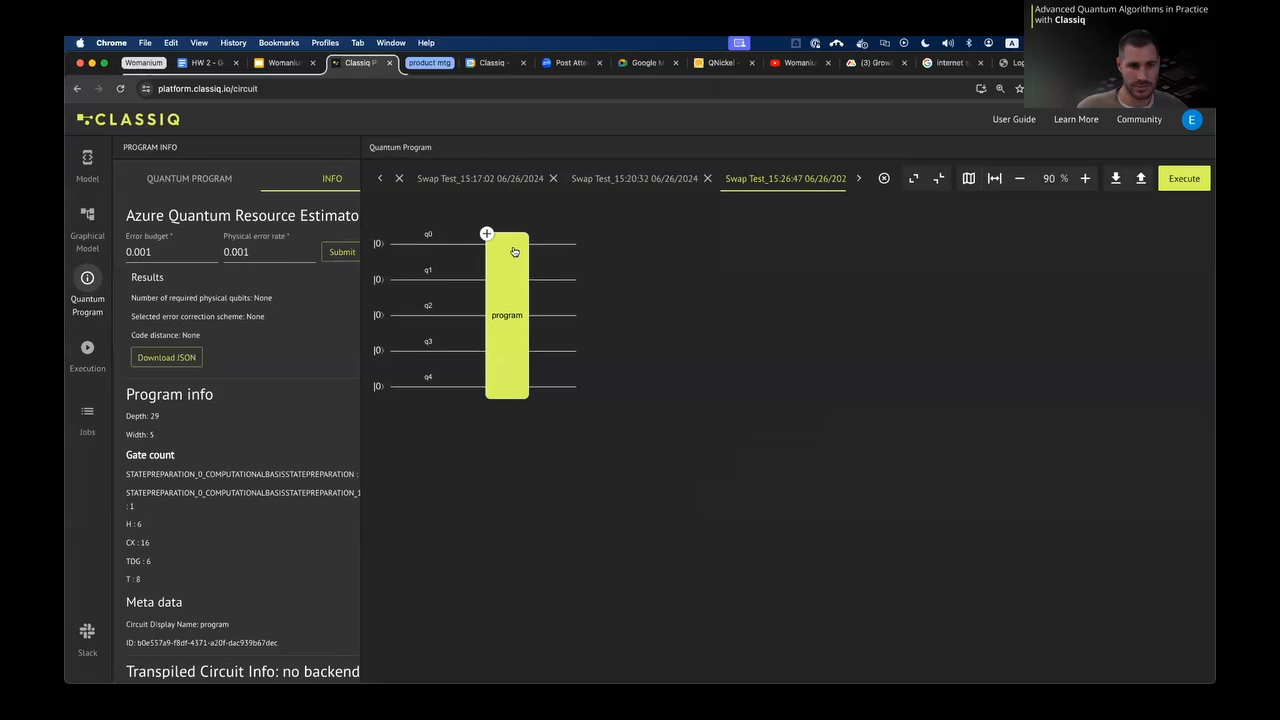 Advanced Quantum Algorithms in Practice
with Classiq
Chrome File Edit View History Bookmarks Profiles Tab Window Help
Womanium HW 2 - G Womaniu Classiq P product mtg Classiq - Post Atte Google M QNickel - Womaniu (3) Growl internet s Lo
platform.classiq.io/circuit
CLASSIQ
User Guide Learn More Community E
PROGRAM INFO
Quantum Program
Model
Graphical
Model
Quantum
Program
Execution
Jobs
Slack
QUANTUM PROGRAM INFO
Swap Test_15:17:02 06/26/2024 Swap Test_15:20:32 06/26/2024 Swap Test_15:26:47 06/26/202 90 % Execute
Azure Quantum Resource Estimato
Error budget * Physical error rate *
0.001 0.001 Submit
Results
Number of required physical qubits: None
Selected error correction scheme: None
Code distance: None
Download JSON
Program info
Depth: 29
Width: 5
Gate count
STATEPREPARATION_0_COMPUTATIONALBASISSTATEPREPARATION :
STATEPREPARATION_0_COMPUTATIONALBASISSTATEPREPARATION_1
: 1
H : 6
CX : 16
TDG : 6
T : 8
Meta data
Circuit Display Name: program
ID: b0e557a9-f8df-4371-a20f-dac939b67dec
Transpiled Circuit Info: no backend
q0
|0⟩
q1
|0⟩
q2
|0⟩
program
q3
|0⟩
q4
|0⟩